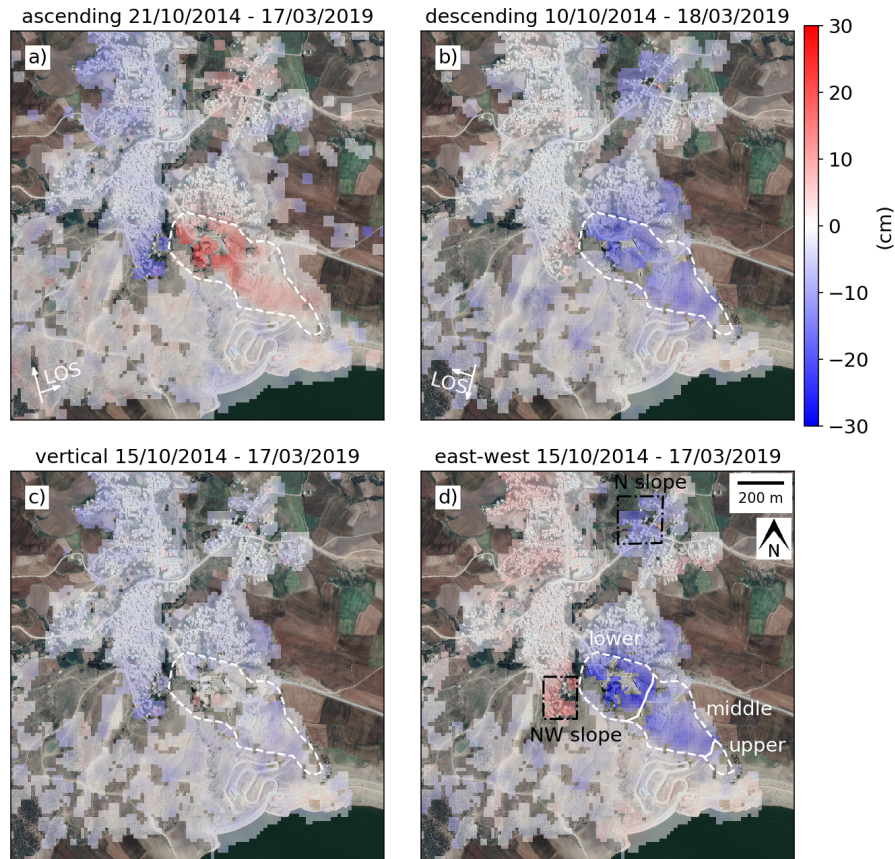 ascending 21/10/2014 - 17/03/2019
descending 10/10/2014 - 18/03/2019
a)
b)
LOS
LOS
30
20
10
0
−10
−20
−30
(cm)
vertical 15/10/2014 - 17/03/2019
east-west 15/10/2014 - 17/03/2019
c)
d)
N slope
200 m
N
lower
middle
upper
NW slope